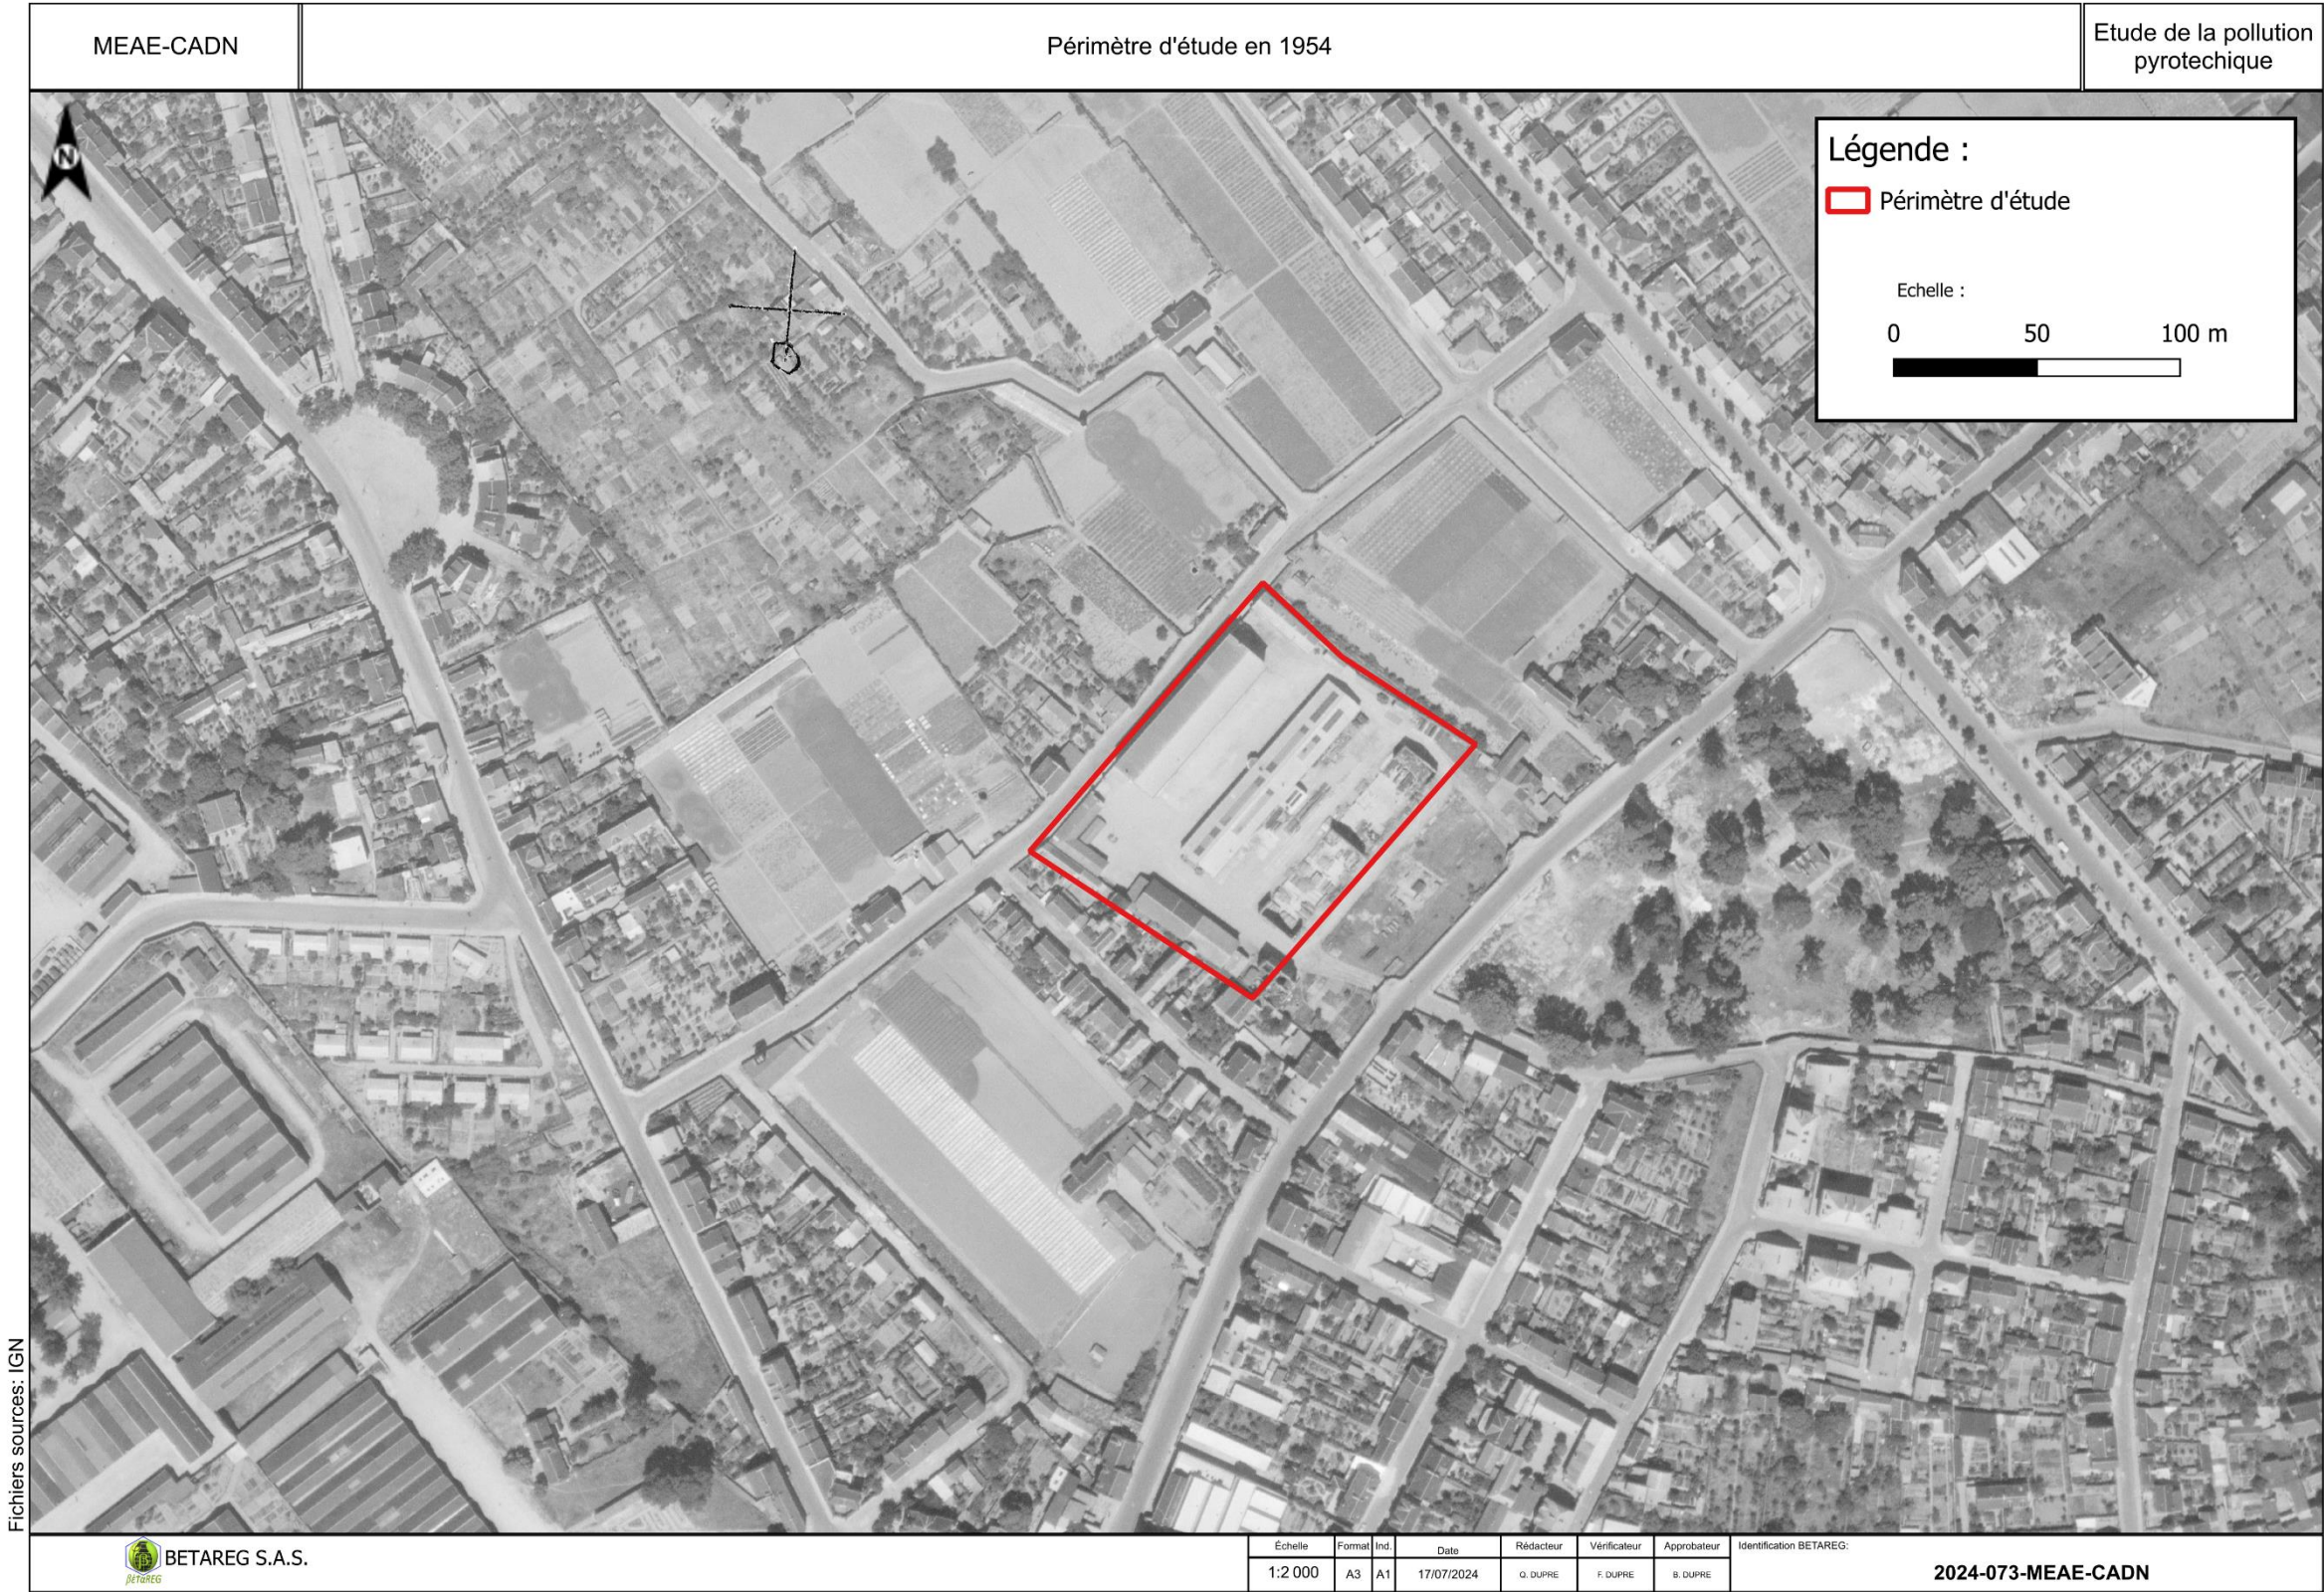 MEAE-CADN
Périmètre d'étude en 1954
Etude de la pollution
pyrotechique
N
Légende :
Périmètre d'étude
Echelle :
0 50 100 m
Fichiers sources: IGN
BETAREG S.A.S.
βETαREG
Échelle Format Ind. Date Rédacteur Vérificateur Approbateur Identification BETAREG:
1:2 000 A3 A1 17/07/2024 Q. DUPRE F. DUPRE B. DUPRE 2024-073-MEAE-CADN